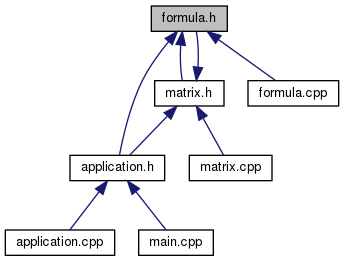 formula.h
matrix.h
formula.cpp
application.h
matrix.cpp
application.cpp
main.cpp